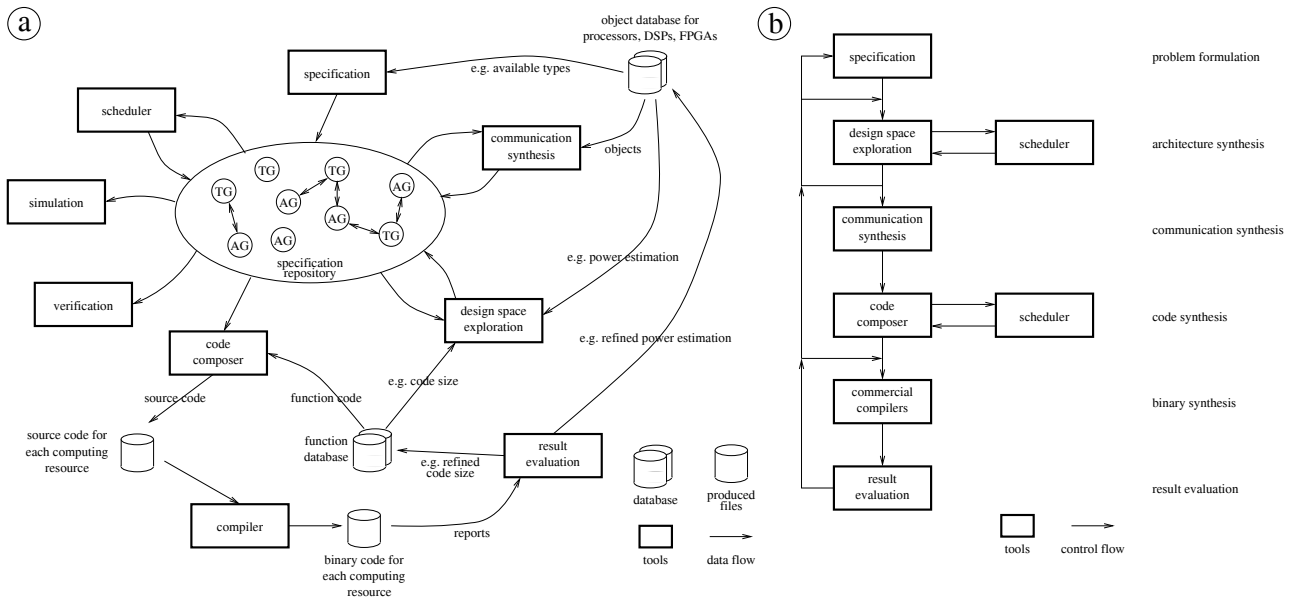 a
object database for
processors, DSPs, FPGAs
specification
e.g. available types
scheduler
communication
synthesis
objects
TG
TG
TG
AG
AG
AG
AG
AG
TG
specification
repository
simulation
verification
e.g. power estimation
design space
exploration
code
composer
e.g. refined power estimation
e.g. code size
source code
function code
source code for
each computing
resource
function
database
e.g. refined
code size
result
evaluation
database
produced
files
compiler
reports
binary code for
each computing
resource
tools
data flow
b
specification
problem formulation
design space
exploration
scheduler
architecture synthesis
communication
synthesis
communication synthesis
code
composer
scheduler
code synthesis
commercial
compilers
binary synthesis
result
evaluation
result evaluation
tools
control flow